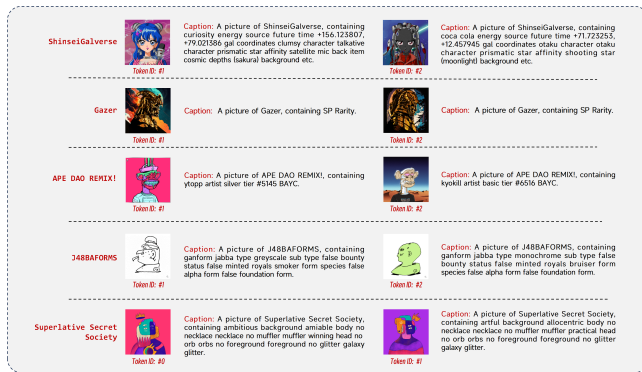 ShinseiGalverse
Token ID: #1
Caption: A picture of ShinseiGalverse, containing
curiosity energy source future time +156.123807,
+79.021386 gal coordinates clumsy character talkative
character prismatic star affinity satellite mic back item
cosmic depths (sakura) background etc.
Token ID: #2
Caption: A picture of ShinseiGalverse, containing
coca cola energy source future time +71.723253,
+12.457945 gal coordinates otaku character otaku
character prismatic star affinity shooting star
(moonlight) background etc.
Gazer
Token ID: #1
Caption: A picture of Gazer, containing SP Rarity.
Token ID: #2
Caption: A picture of Gazer, containing SP Rarity.
APE DAO REMIX!
Token ID: #1
Caption: A picture of APE DAO REMIX!, containing
ytopp artist silver tier #5145 BAYC.
Token ID: #2
Caption: A picture of APE DAO REMIX!, containing
kyokill artist basic tier #6516 BAYC.
J48BAFORMS
Token ID: #1
Caption: A picture of J48BAFORMS, containing
ganform jabba type greyscale sub type false bounty
status false minted royals smoker form species false
alpha form false foundation form.
Token ID: #2
Caption: A picture of J48BAFORMS, containing
ganform jabba type monochrome sub type false
bounty status false minted royals bruiser form
species false alpha form false foundation form.
Superlative Secret
Society
Token ID: #0
Caption: A picture of Superlative Secret Society,
containing ambitious background amiable body no
necklace necklace no muffler muffler winning head no
orb orbs no foreground foreground no glitter galaxy
glitter.
Token ID: #1
Caption: A picture of Superlative Secret Society,
containing artful background allocentric body no
necklace necklace no muffler muffler practical head
no orb orbs no foreground foreground no glitter
galaxy glitter.